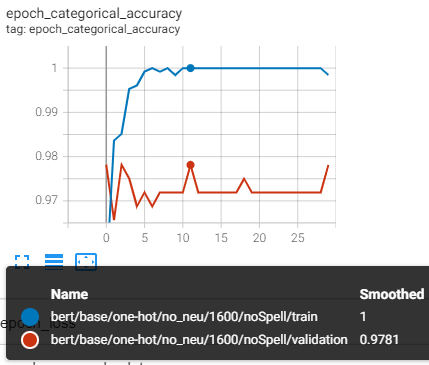 epoch_categorical_accuracy
tag: epoch_categorical_accuracy
1
0.99
0.98
0.97
0 5 10 15 20 25
Name Smoothed
bert/base/one-hot/no_neu/1600/noSpell/train 1
epoch_loss
bert/base/one-hot/no_neu/1600/noSpell/validation 0.9781